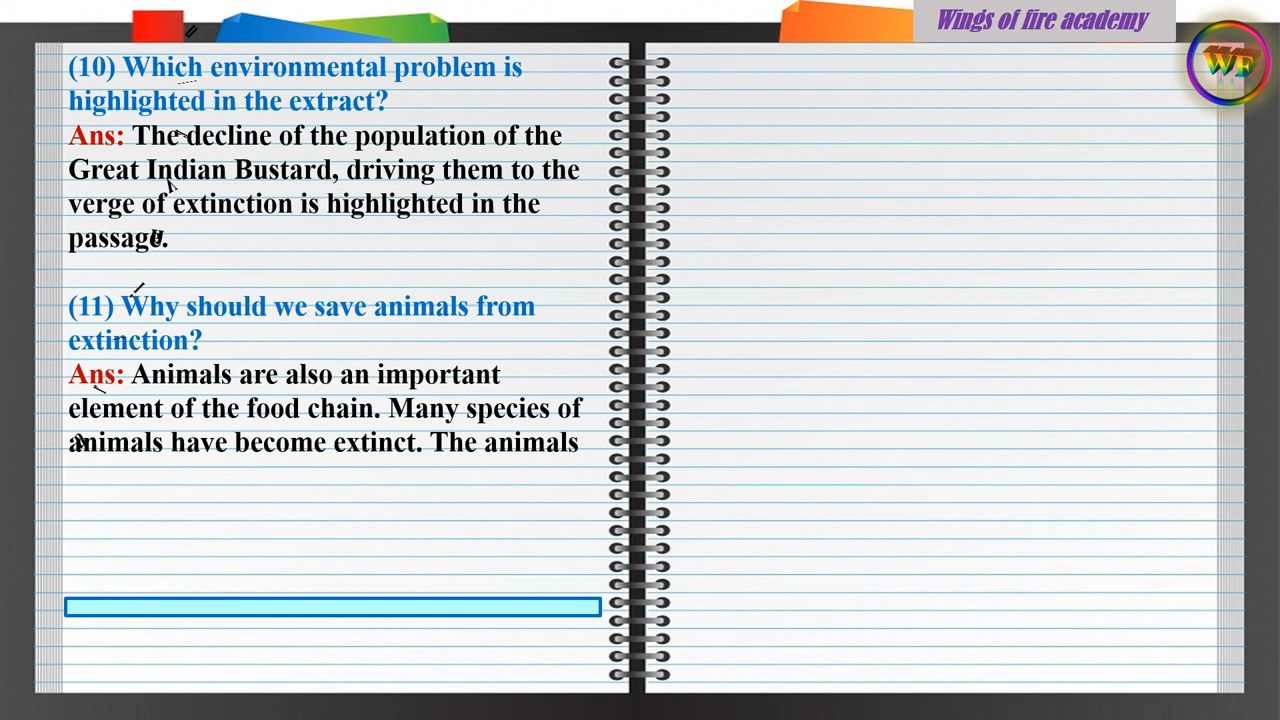 Wings of fire academy
WF
(10) Which environmental problem is
highlighted in the extract?
Ans: The decline of the population of the
Great Indian Bustard, driving them to the
verge of extinction is highlighted in the
passage.
(11) Why should we save animals from
extinction?
Ans: Animals are also an important
element of the food chain. Many species of
animals have become extinct. The animals